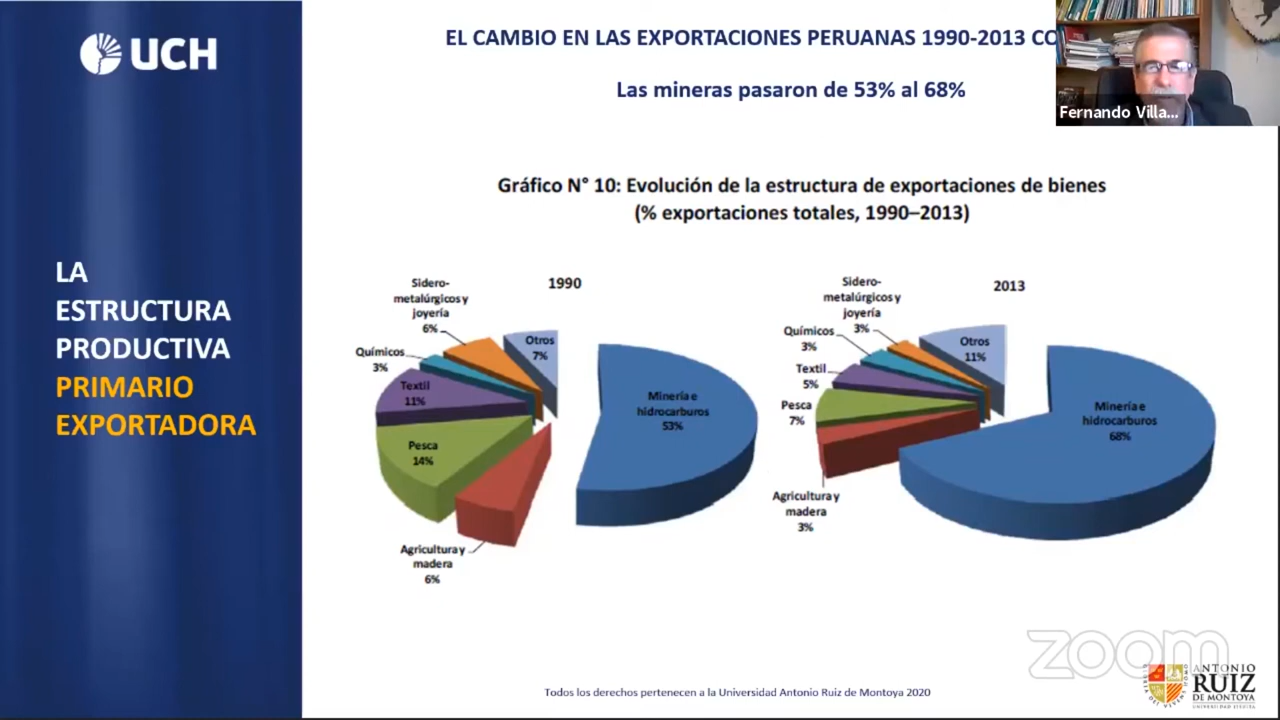 UCH
EL CAMBIO EN LAS EXPORTACIONES PERUANAS 1990-2013 CO
Las mineras pasaron de 53% al 68%
Fernando Villa...
Gráfico N° 10: Evolución de la estructura de exportaciones de bienes
(% exportaciones totales, 1990–2013)
LA
ESTRUCTURA
PRODUCTIVA
PRIMARIO
EXPORTADORA
1990
Sidero-
metalúrgicos y
joyería
6%
Otros
7%
Químicos
3%
Textil
11%
Pesca
14%
Agricultura y
madera
6%
Minería e
hidrocarburos
53%
2013
Sidero-
metalúrgicos y
joyería
3%
Otros
11%
Químicos
3%
Textil
5%
Pesca
7%
Agricultura y
madera
3%
Minería e
hidrocarburos
68%
zoom
Todos los derechos pertenecen a la Universidad Antonio Ruiz de Montoya 2020
ANTONIO
RUIZ
DE MONTOYA
UNIVERSIDAD JESUITA